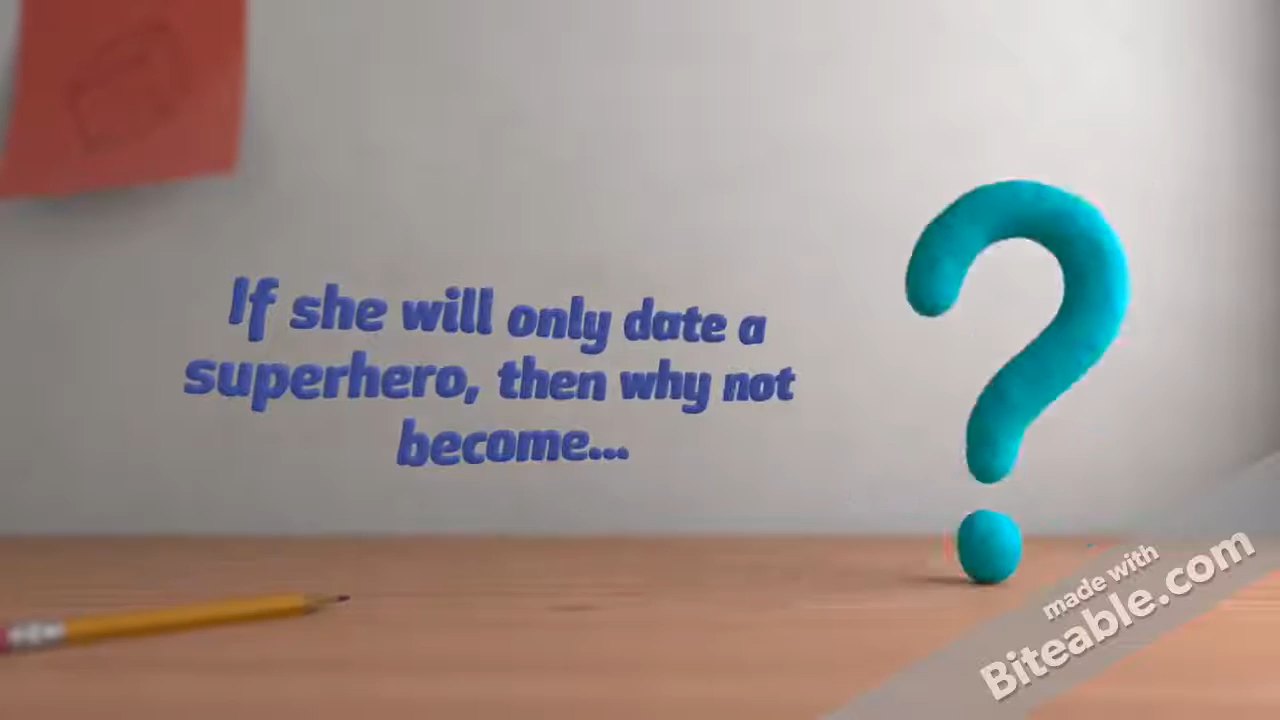 If she will only date a
superhero, then why not
become...
?
made with
Biteable.com